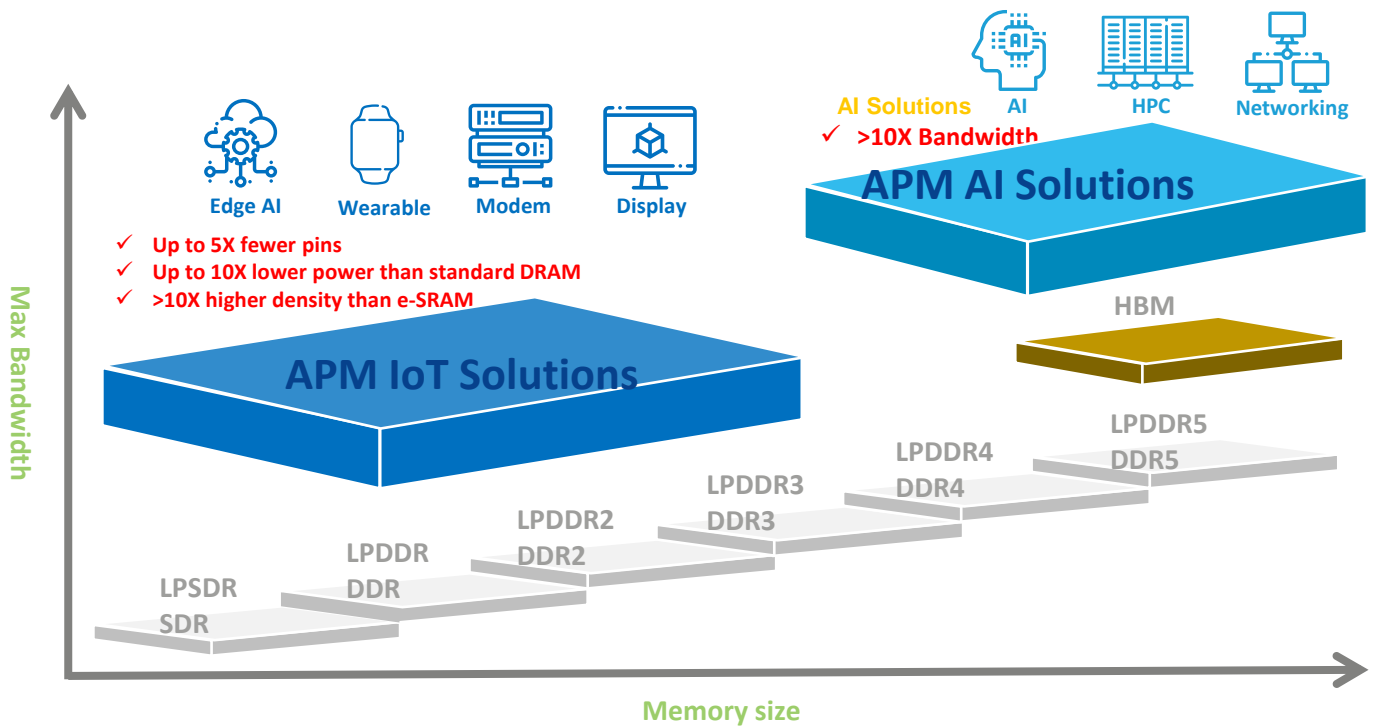 AI
AI Solutions
AI
HPC
Networking
>10X Bandwidth
APM AI Solutions
Edge AI
Wearable
Modem
Display
Up to 5X fewer pins
Up to 10X lower power than standard DRAM
>10X higher density than e-SRAM
APM IoT Solutions
HBM
LPDDR5
DDR5
LPDDR4
DDR4
LPDDR3
DDR3
LPDDR2
DDR2
LPDDR
DDR
LPSDR
SDR
Max Bandwidth
Memory size